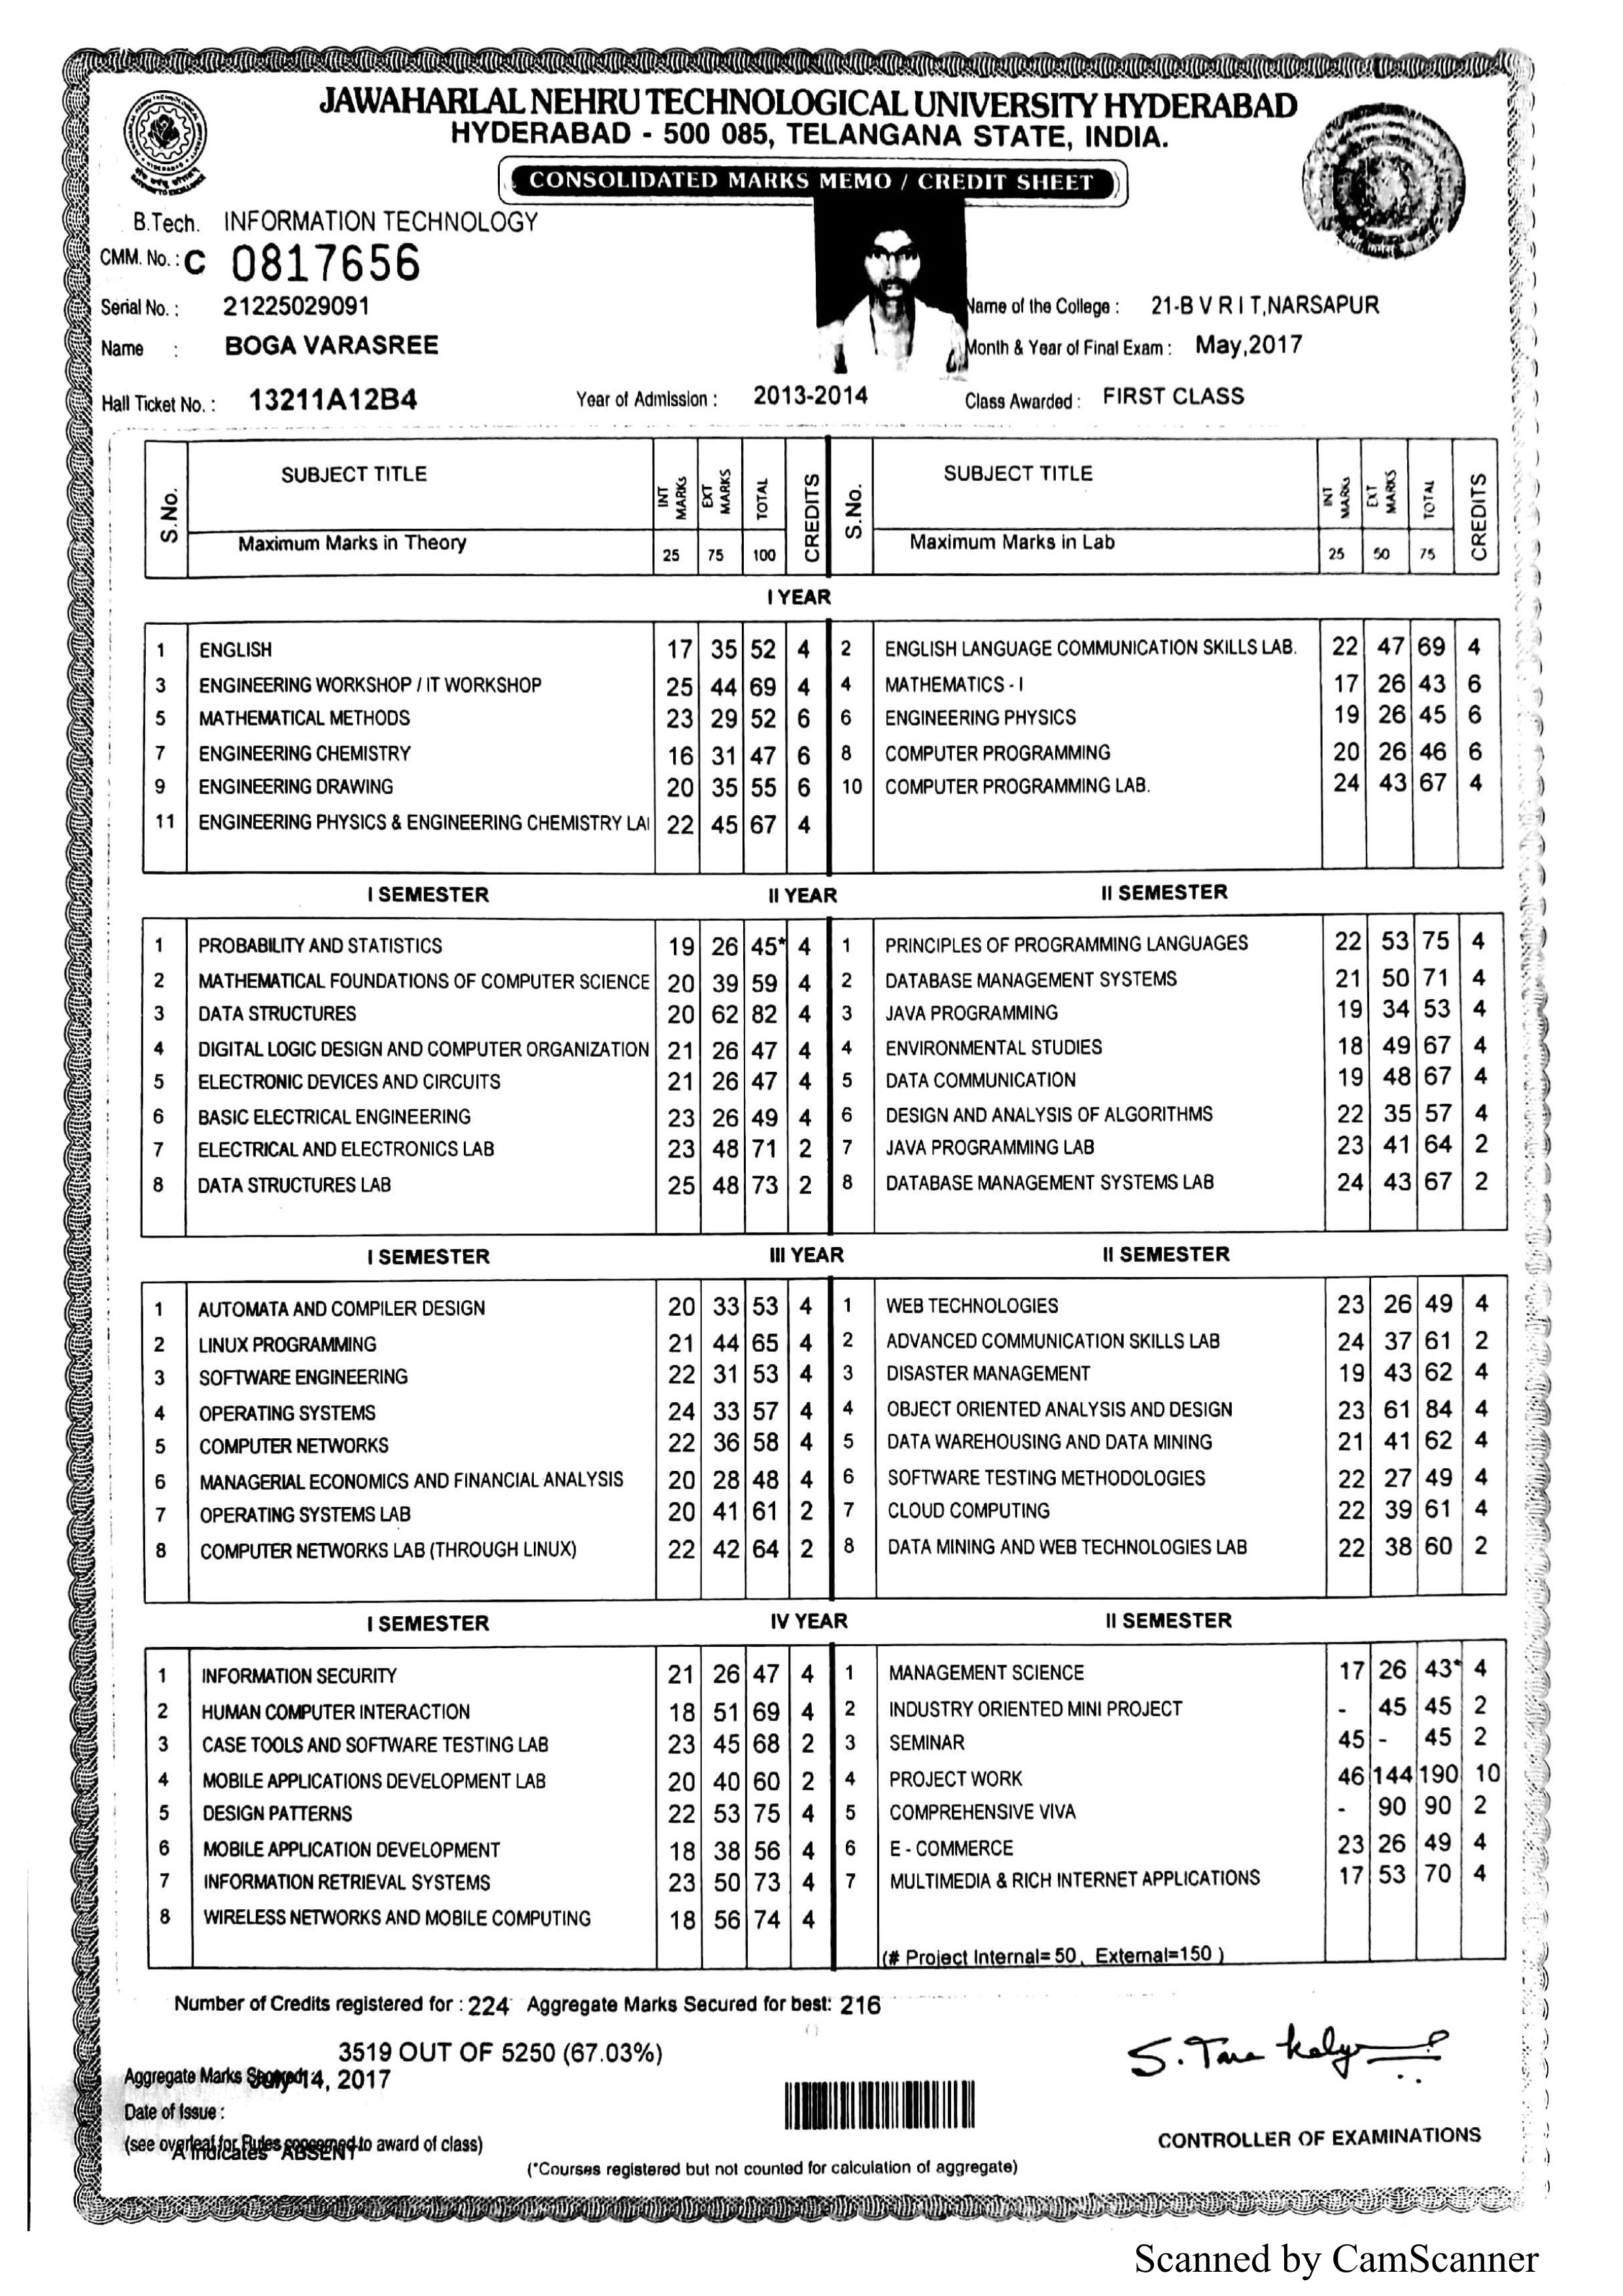 JAWAHARLAL NEHRU TECHNOLOGICAL UNIVERSITY HYDERABAD
HYDERABAD - 500 085, TELANGANA STATE, INDIA.
CONSOLIDATED MARKS MEMO / CREDIT SHEET
B.Tech. INFORMATION TECHNOLOGY
CMM. No. : C 0817656
Serial No. : 21225029091 Name of the College : 21-B V R I T,NARSAPUR
Name : BOGA VARASREE Month & Year of Final Exam : May,2017
Hall Ticket No. : 13211A12B4 Year of Admission : 2013-2014 Class Awarded : FIRST CLASS
S.No. SUBJECT TITLE INT MARKS EXT MARKS TOTAL CREDITS S.No. SUBJECT TITLE INT MARKS EXT MARKS TOTAL CREDITS
Maximum Marks in Theory 25 75 100 Maximum Marks in Lab 25 50 75
I YEAR
1 ENGLISH 17 35 52 4 2 ENGLISH LANGUAGE COMMUNICATION SKILLS LAB. 22 47 69 4
3 ENGINEERING WORKSHOP / IT WORKSHOP 25 44 69 4 4 MATHEMATICS - I 17 26 43 6
5 MATHEMATICAL METHODS 23 29 52 6 6 ENGINEERING PHYSICS 19 26 45 6
7 ENGINEERING CHEMISTRY 16 31 47 6 8 COMPUTER PROGRAMMING 20 26 46 6
9 ENGINEERING DRAWING 20 35 55 6 10 COMPUTER PROGRAMMING LAB. 24 43 67 4
11 ENGINEERING PHYSICS & ENGINEERING CHEMISTRY LA 22 45 67 4
I SEMESTER II YEAR II SEMESTER
1 PROBABILITY AND STATISTICS 19 26 45* 4 1 PRINCIPLES OF PROGRAMMING LANGUAGES 22 53 75 4
2 MATHEMATICAL FOUNDATIONS OF COMPUTER SCIENCE 20 39 59 4 2 DATABASE MANAGEMENT SYSTEMS 21 50 71 4
3 DATA STRUCTURES 20 62 82 4 3 JAVA PROGRAMMING 19 34 53 4
4 DIGITAL LOGIC DESIGN AND COMPUTER ORGANIZATION 21 26 47 4 4 ENVIRONMENTAL STUDIES 18 49 67 4
5 ELECTRONIC DEVICES AND CIRCUITS 21 26 47 4 5 DATA COMMUNICATION 19 48 67 4
6 BASIC ELECTRICAL ENGINEERING 23 26 49 4 6 DESIGN AND ANALYSIS OF ALGORITHMS 22 35 57 4
7 ELECTRICAL AND ELECTRONICS LAB 23 48 71 2 7 JAVA PROGRAMMING LAB 23 41 64 2
8 DATA STRUCTURES LAB 25 48 73 2 8 DATABASE MANAGEMENT SYSTEMS LAB 24 43 67 2
I SEMESTER III YEAR II SEMESTER
1 AUTOMATA AND COMPILER DESIGN 20 33 53 4 1 WEB TECHNOLOGIES 23 26 49 4
2 LINUX PROGRAMMING 21 44 65 4 2 ADVANCED COMMUNICATION SKILLS LAB 24 37 61 2
3 SOFTWARE ENGINEERING 22 31 53 4 3 DISASTER MANAGEMENT 19 43 62 4
4 OPERATING SYSTEMS 24 33 57 4 4 OBJECT ORIENTED ANALYSIS AND DESIGN 23 61 84 4
5 COMPUTER NETWORKS 22 36 58 4 5 DATA WAREHOUSING AND DATA MINING 21 41 62 4
6 MANAGERIAL ECONOMICS AND FINANCIAL ANALYSIS 20 28 48 4 6 SOFTWARE TESTING METHODOLOGIES 22 27 49 4
7 OPERATING SYSTEMS LAB 20 41 61 2 7 CLOUD COMPUTING 22 39 61 4
8 COMPUTER NETWORKS LAB (THROUGH LINUX) 22 42 64 2 8 DATA MINING AND WEB TECHNOLOGIES LAB 22 38 60 2
I SEMESTER IV YEAR II SEMESTER
1 INFORMATION SECURITY 21 26 47 4 1 MANAGEMENT SCIENCE 17 26 43* 4
2 HUMAN COMPUTER INTERACTION 18 51 69 4 2 INDUSTRY ORIENTED MINI PROJECT - 45 45 2
3 CASE TOOLS AND SOFTWARE TESTING LAB 23 45 68 2 3 SEMINAR 45 - 45 2
4 MOBILE APPLICATIONS DEVELOPMENT LAB 20 40 60 2 4 PROJECT WORK 46 144 190 10
5 DESIGN PATTERNS 22 53 75 4 5 COMPREHENSIVE VIVA - 90 90 2
6 MOBILE APPLICATION DEVELOPMENT 18 38 56 4 6 E - COMMERCE 23 26 49 4
7 INFORMATION RETRIEVAL SYSTEMS 23 50 73 4 7 MULTIMEDIA & RICH INTERNET APPLICATIONS 17 53 70 4
8 WIRELESS NETWORKS AND MOBILE COMPUTING 18 56 74 4
(# Project Internal= 50, External=150 )
Number of Credits registered for : 224 Aggregate Marks Secured for best: 216
3519 OUT OF 5250 (67.03%)
Aggregate Marks July 14, 2017
Date of Issue :
(see overleaf for Rules concerned to award of class)
A indicates ABSENT
CONTROLLER OF EXAMINATIONS
(*Courses registered but not counted for calculation of aggregate)
Scanned by CamScanner